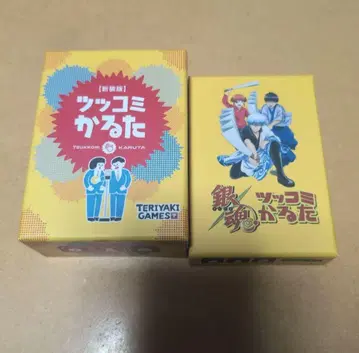 【新装版】
ツッコミ
かるた
TSUKKOMI KARUTA
TERIYAKI
GAMES
銀魂
ツッコミ
かるた